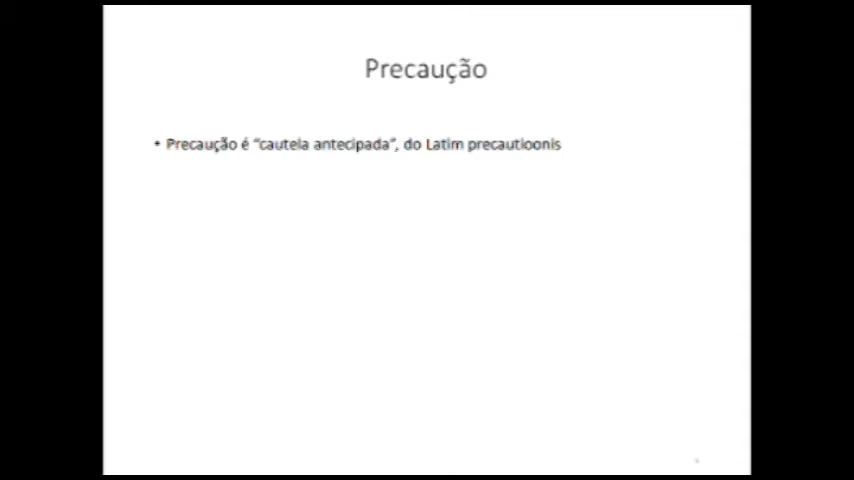 Precaução
• Precaução é “cautela antecipada”, do Latim precautioonis